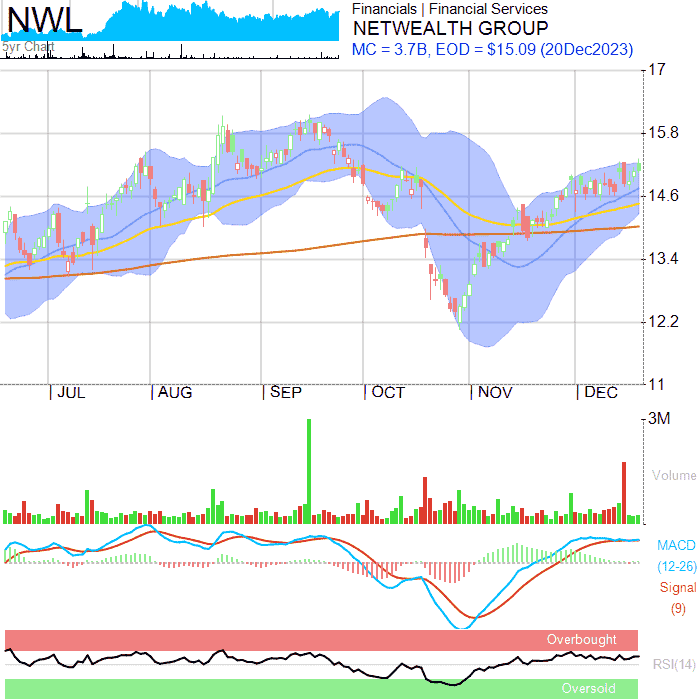 NWL
5yr Chart
Financials | Financial Services
NETWEALTH GROUP
MC = 3.7B, EOD = $15.09 (20Dec2023)
17
15.8
14.6
13.4
12.2
11
JUL AUG SEP OCT NOV DEC
3M
Volume
MACD
(12-26)
Signal
(9)
Overbought
RSI(14)
Oversold